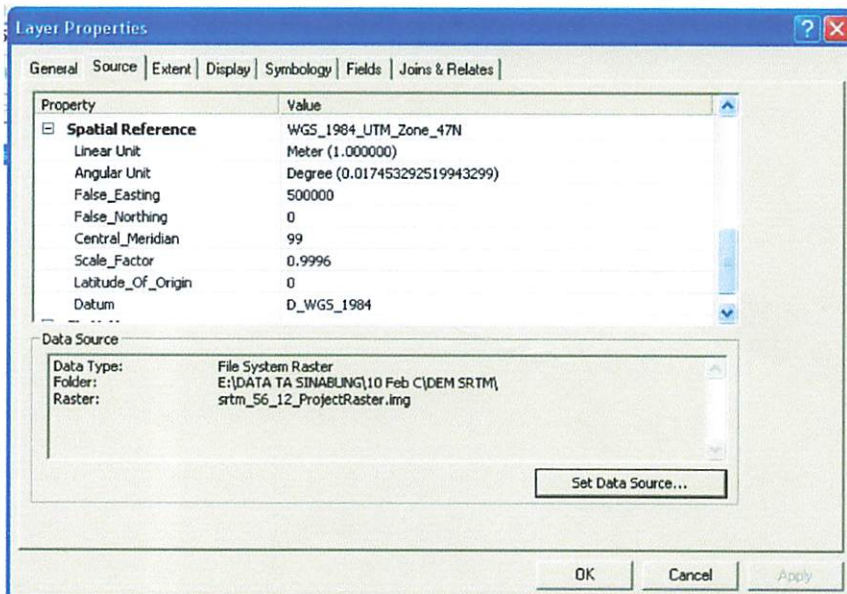 Layer Properties
General Source Extent Display Symbology Fields Joins & Relates
Property Value
Spatial Reference WGS_1984_UTM_Zone_47N
Linear Unit Meter (1.000000)
Angular Unit Degree (0.017453292519943299)
False_Easting 500000
False_Northing 0
Central_Meridian 99
Scale_Factor 0.9996
Latitude_Of_Origin 0
Datum D_WGS_1984
Data Source
Data Type: File System Raster
Folder: E:\DATA TA SINABUNG\10 Feb C\DEM SRTM\
Raster: srtm_56_12_ProjectRaster.img
Set Data Source...
OK Cancel Apply